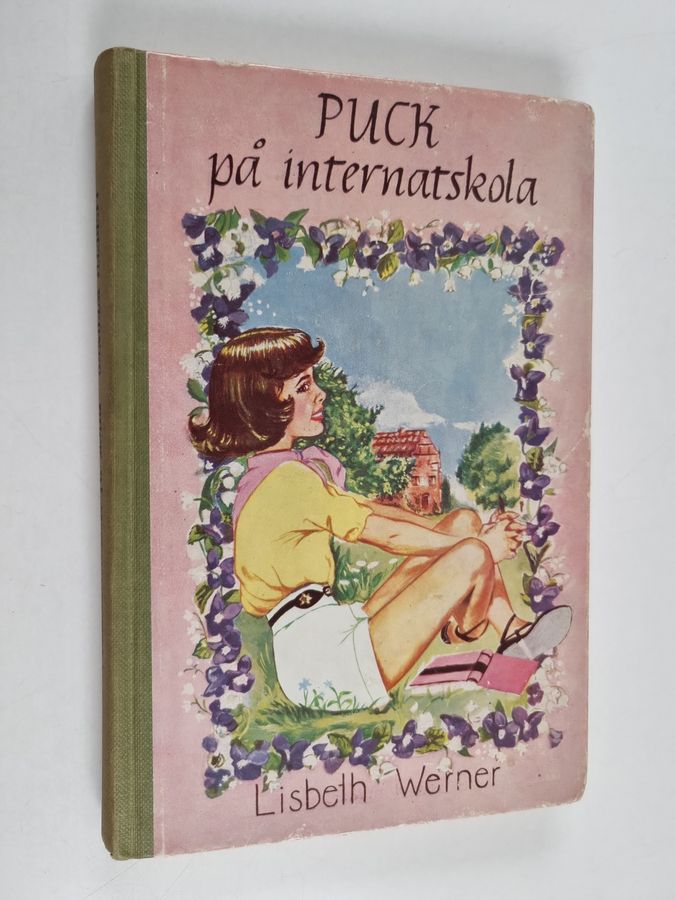 PUCK
på internatskola
Lisbeth Werner